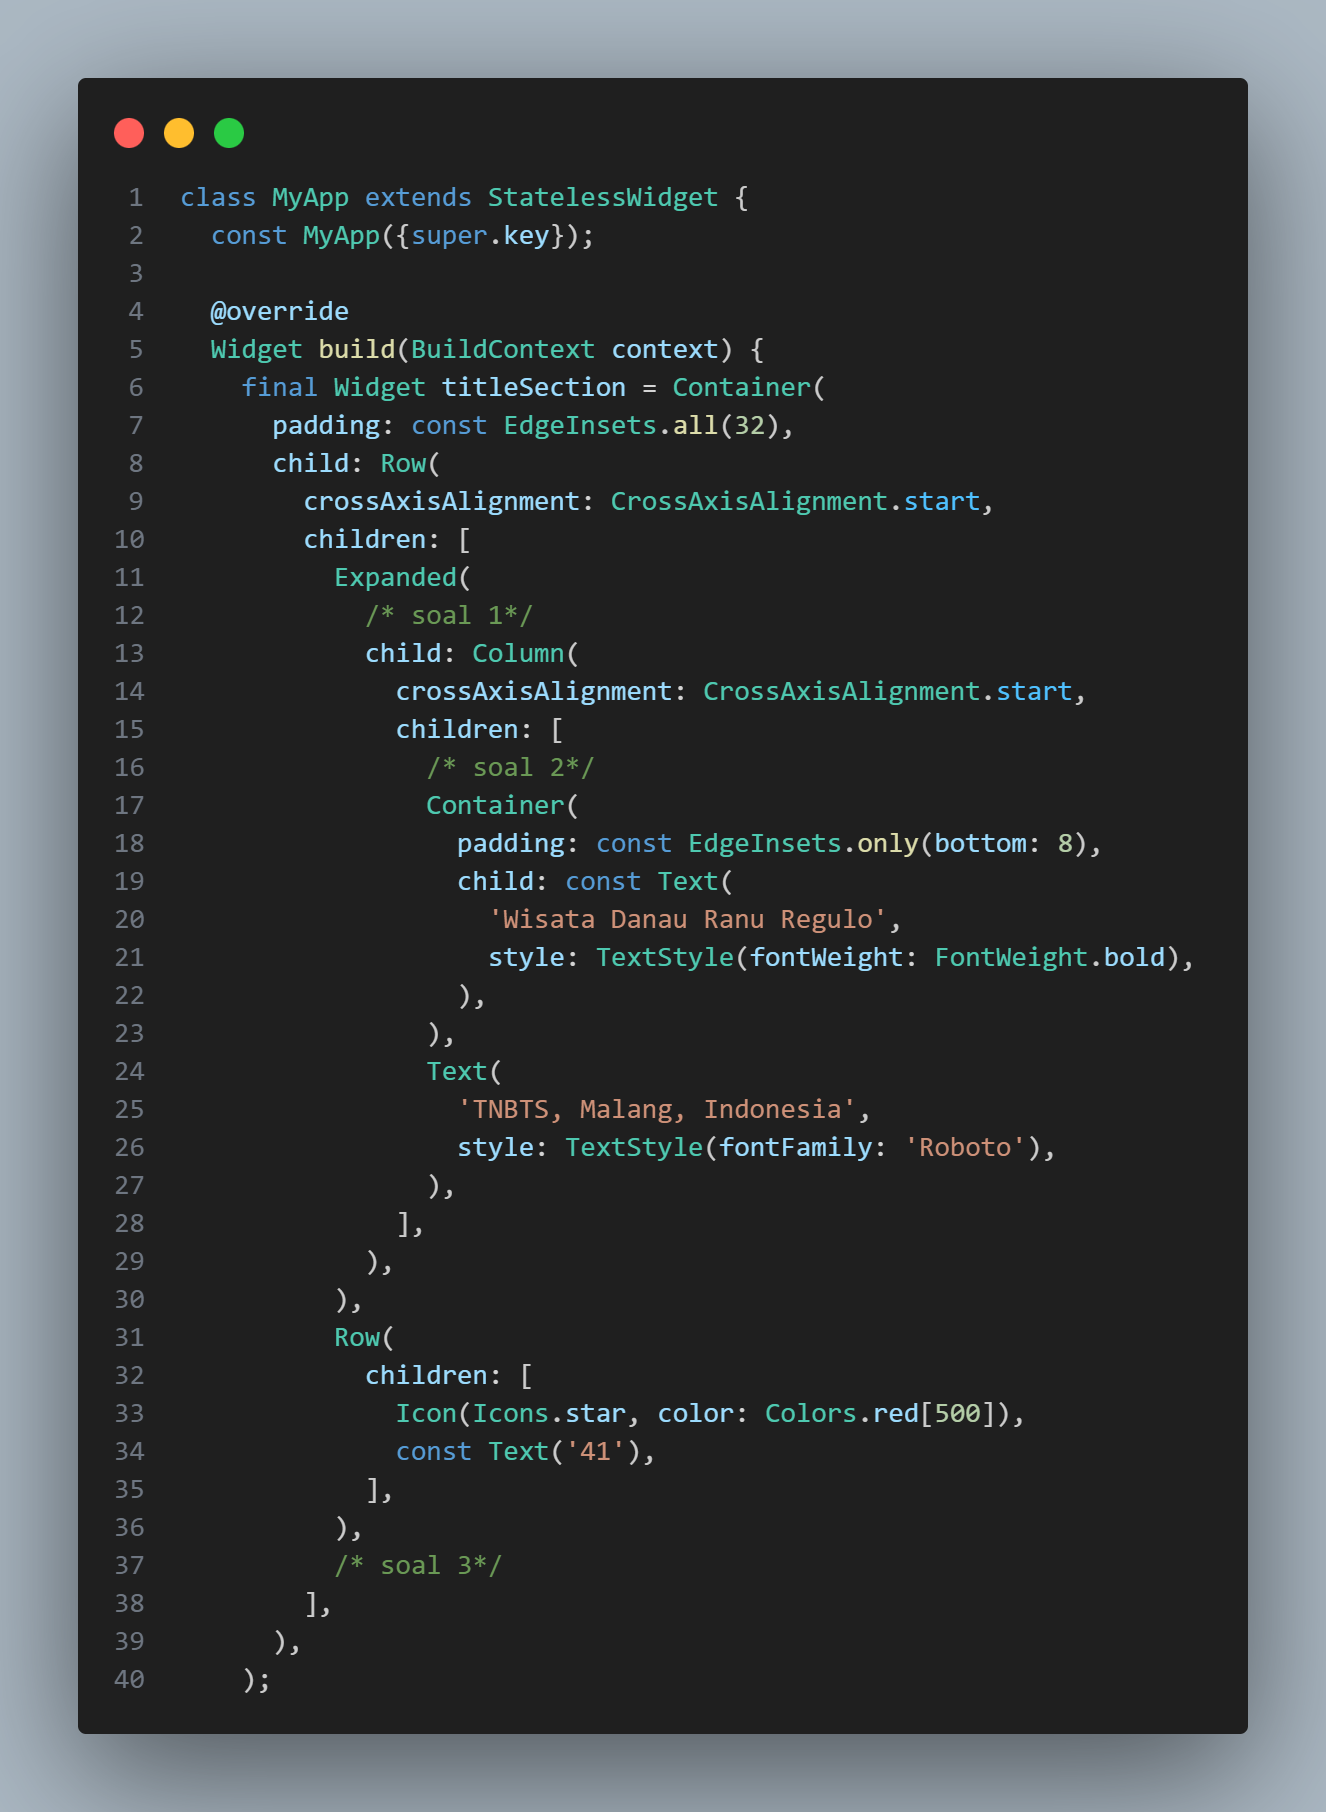 1 class MyApp extends StatelessWidget {
2   const MyApp({super.key});
3
4   @override
5   Widget build(BuildContext context) {
6     final Widget titleSection = Container(
7       padding: const EdgeInsets.all(32),
8       child: Row(
9         crossAxisAlignment: CrossAxisAlignment.start,
10         children: [
11           Expanded(
12             /* soal 1*/
13             child: Column(
14               crossAxisAlignment: CrossAxisAlignment.start,
15               children: [
16                 /* soal 2*/
17                 Container(
18                   padding: const EdgeInsets.only(bottom: 8),
19                   child: const Text(
20                     'Wisata Danau Ranu Regulo',
21                     style: TextStyle(fontWeight: FontWeight.bold),
22                   ),
23                 ),
24                 Text(
25                   'TNBTS, Malang, Indonesia',
26                   style: TextStyle(fontFamily: 'Roboto'),
27                 ),
28               ],
29             ),
30           ),
31           Row(
32             children: [
33               Icon(Icons.star, color: Colors.red[500]),
34               const Text('41'),
35             ],
36           ),
37           /* soal 3*/
38         ],
39       ),
40     );